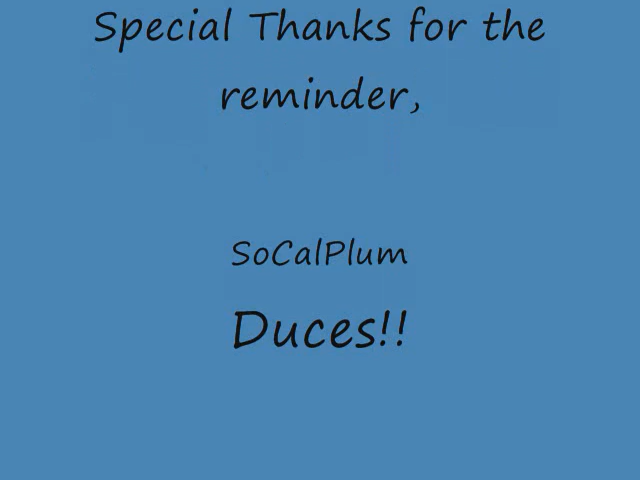 Special Thanks for the
reminder,
SoCalPlum
Duces!!